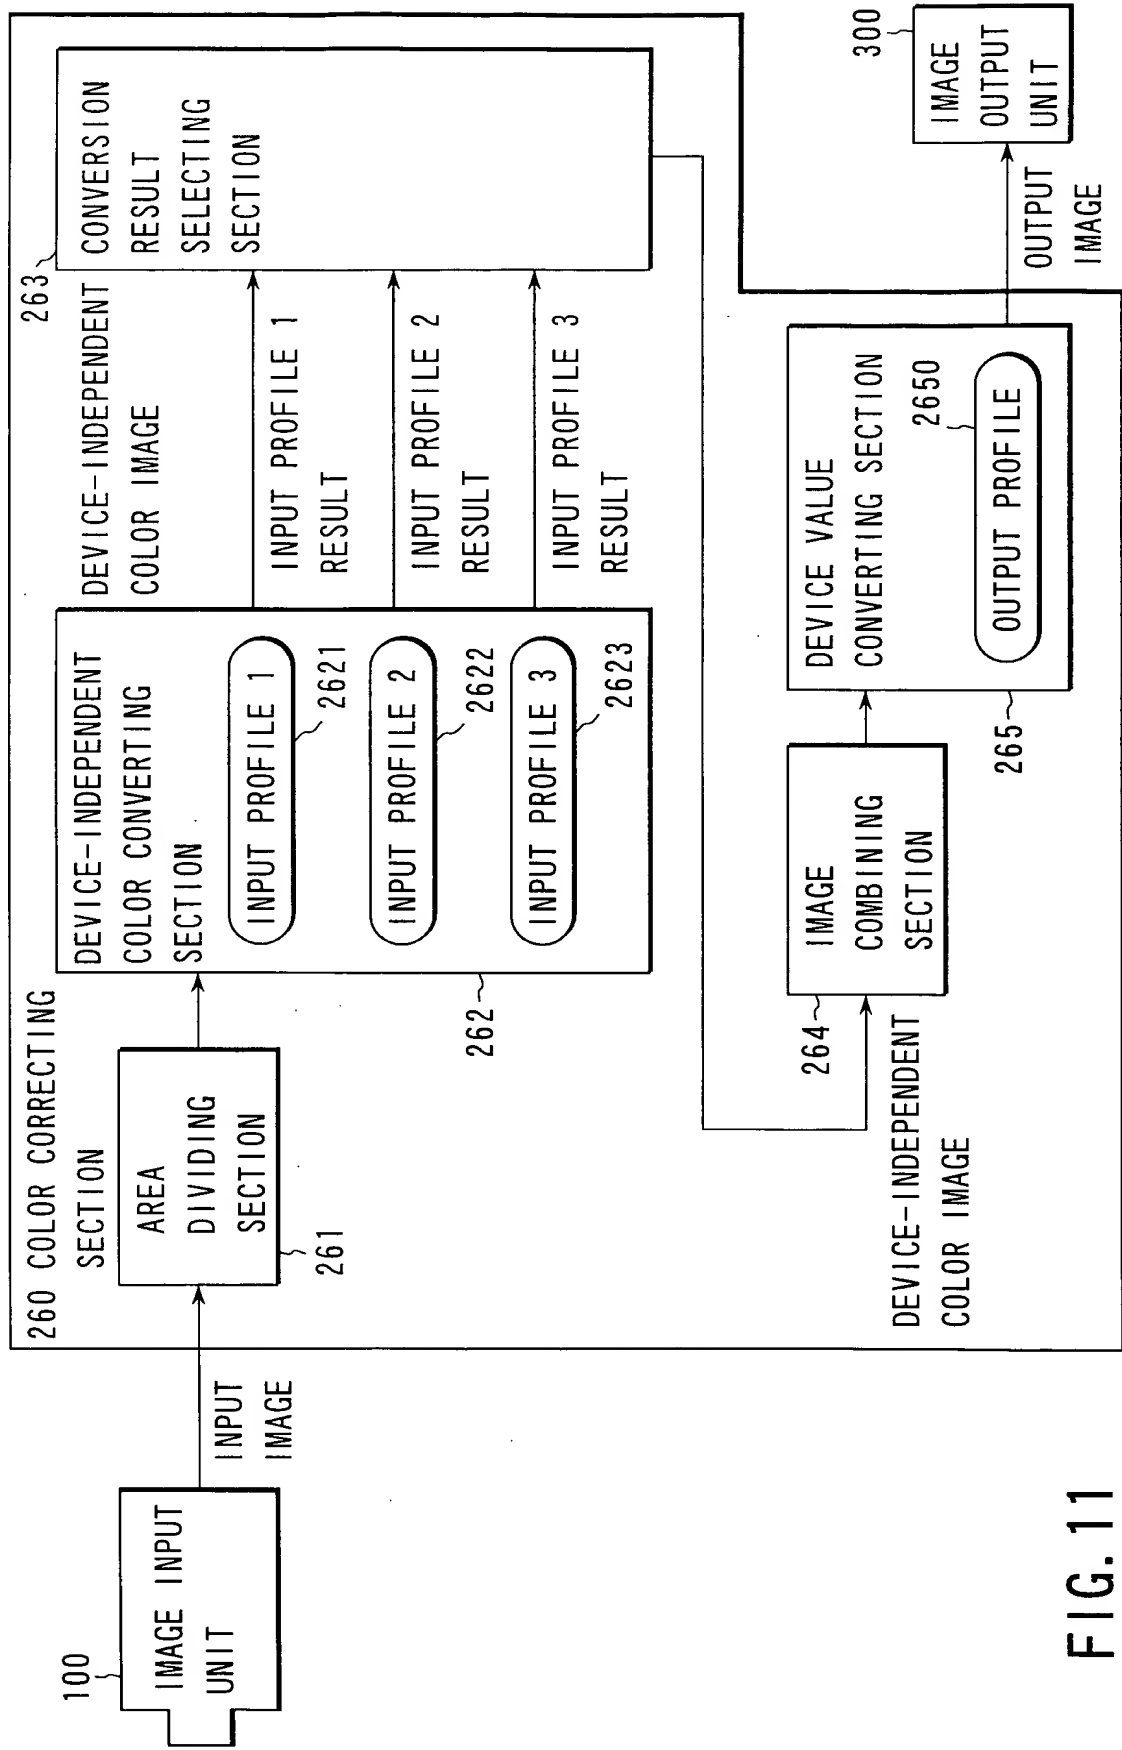 100
IMAGE INPUT
UNIT
INPUT
IMAGE
260 COLOR CORRECTING
SECTION
AREA
DIVIDING
SECTION
261
DEVICE-INDEPENDENT
COLOR CONVERTING
SECTION
INPUT PROFILE 1
2621
INPUT PROFILE 2
2622
INPUT PROFILE 3
2623
262
DEVICE-INDEPENDENT
COLOR IMAGE
INPUT PROFILE 1
RESULT
INPUT PROFILE 2
RESULT
INPUT PROFILE 3
RESULT
263
CONVERSION
RESULT
SELECTING
SECTION
DEVICE-INDEPENDENT
COLOR IMAGE
264
IMAGE
COMBINING
SECTION
265
DEVICE VALUE
CONVERTING SECTION
2650
OUTPUT PROFILE
OUTPUT
IMAGE
300
IMAGE
OUTPUT
UNIT
FIG. 11